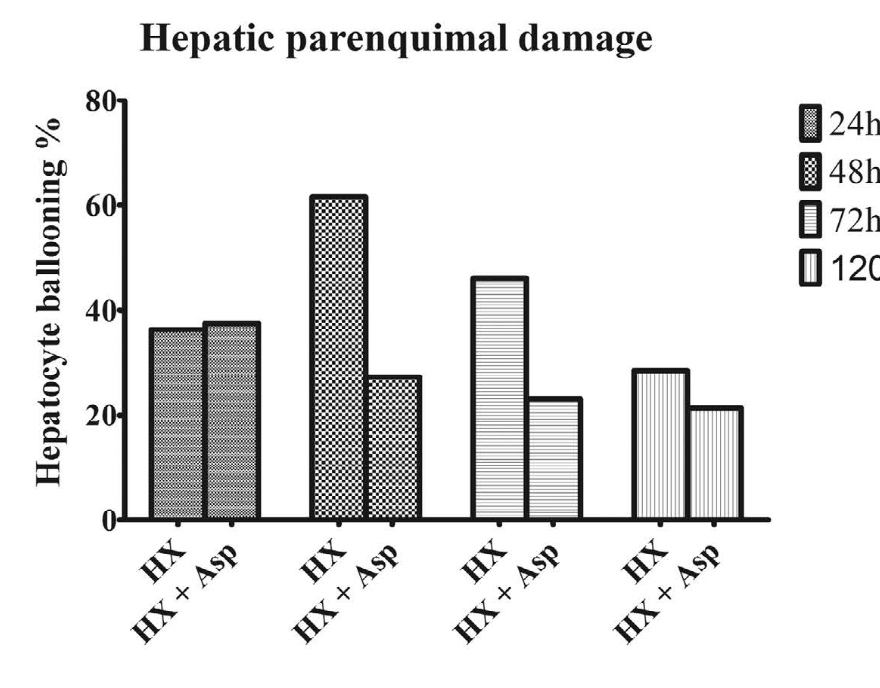 Hepatic parenquimal damage
Hepatocyte ballooning %
80
60
40
20
0
HX
HX + Asp
HX
HX + Asp
HX
HX + Asp
HX
HX + Asp
24h
48h
72h
120